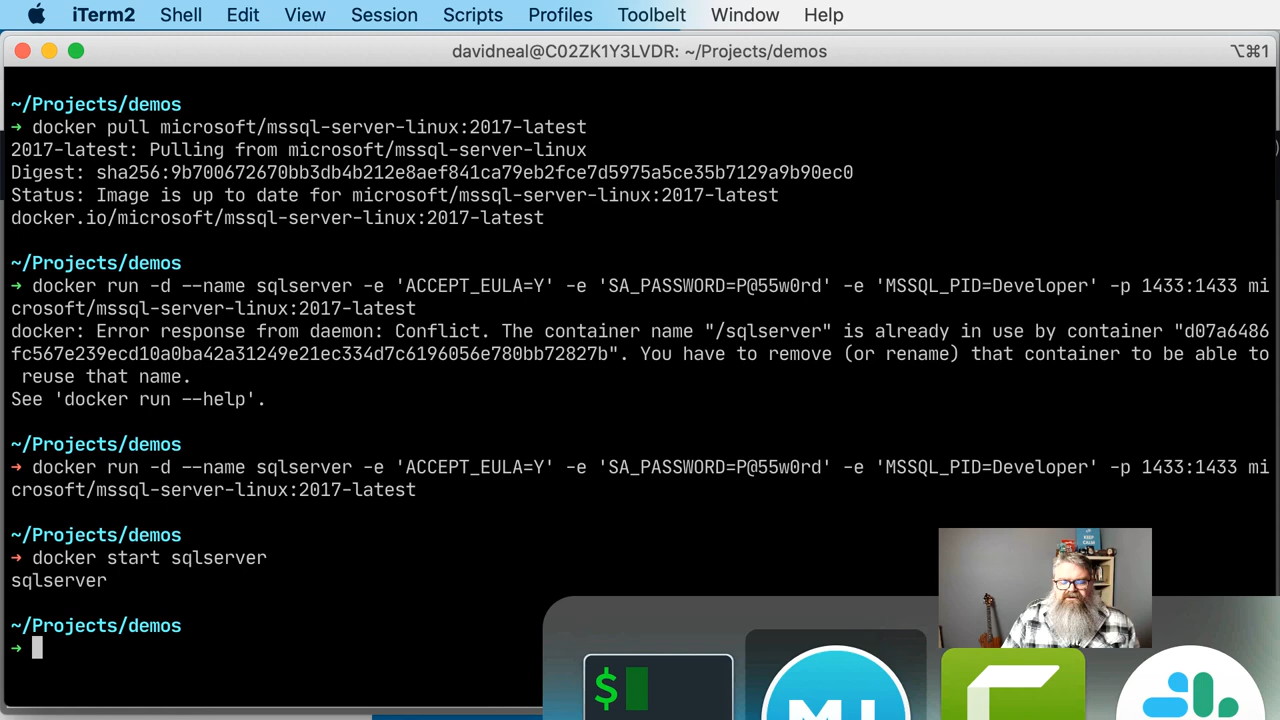 iTerm2 Shell Edit View Session Scripts Profiles Toolbelt Window Help
davidneal@C02ZK1Y3LVDR: ~/Projects/demos ⌥⌘1
~/Projects/demos
➜ docker pull microsoft/mssql-server-linux:2017-latest
2017-latest: Pulling from microsoft/mssql-server-linux
Digest: sha256:9b700672670bb3db4b212e8aef841ca79eb2fce7d5975a5ce35b7129a9b90ec0
Status: Image is up to date for microsoft/mssql-server-linux:2017-latest
docker.io/microsoft/mssql-server-linux:2017-latest
~/Projects/demos
➜ docker run -d --name sqlserver -e 'ACCEPT_EULA=Y' -e 'SA_PASSWORD=P@55w0rd' -e 'MSSQL_PID=Developer' -p 1433:1433 mi
crosoft/mssql-server-linux:2017-latest
docker: Error response from daemon: Conflict. The container name "/sqlserver" is already in use by container "d07a6486
fc567e239ecd10a0ba42a31249e21ec334d7c6196056e780bb72827b". You have to remove (or rename) that container to be able to
reuse that name.
See 'docker run --help'.
~/Projects/demos
➜ docker run -d --name sqlserver -e 'ACCEPT_EULA=Y' -e 'SA_PASSWORD=P@55w0rd' -e 'MSSQL_PID=Developer' -p 1433:1433 mi
crosoft/mssql-server-linux:2017-latest
~/Projects/demos
➜ docker start sqlserver
sqlserver
~/Projects/demos
➜
KEEP
CALM
$